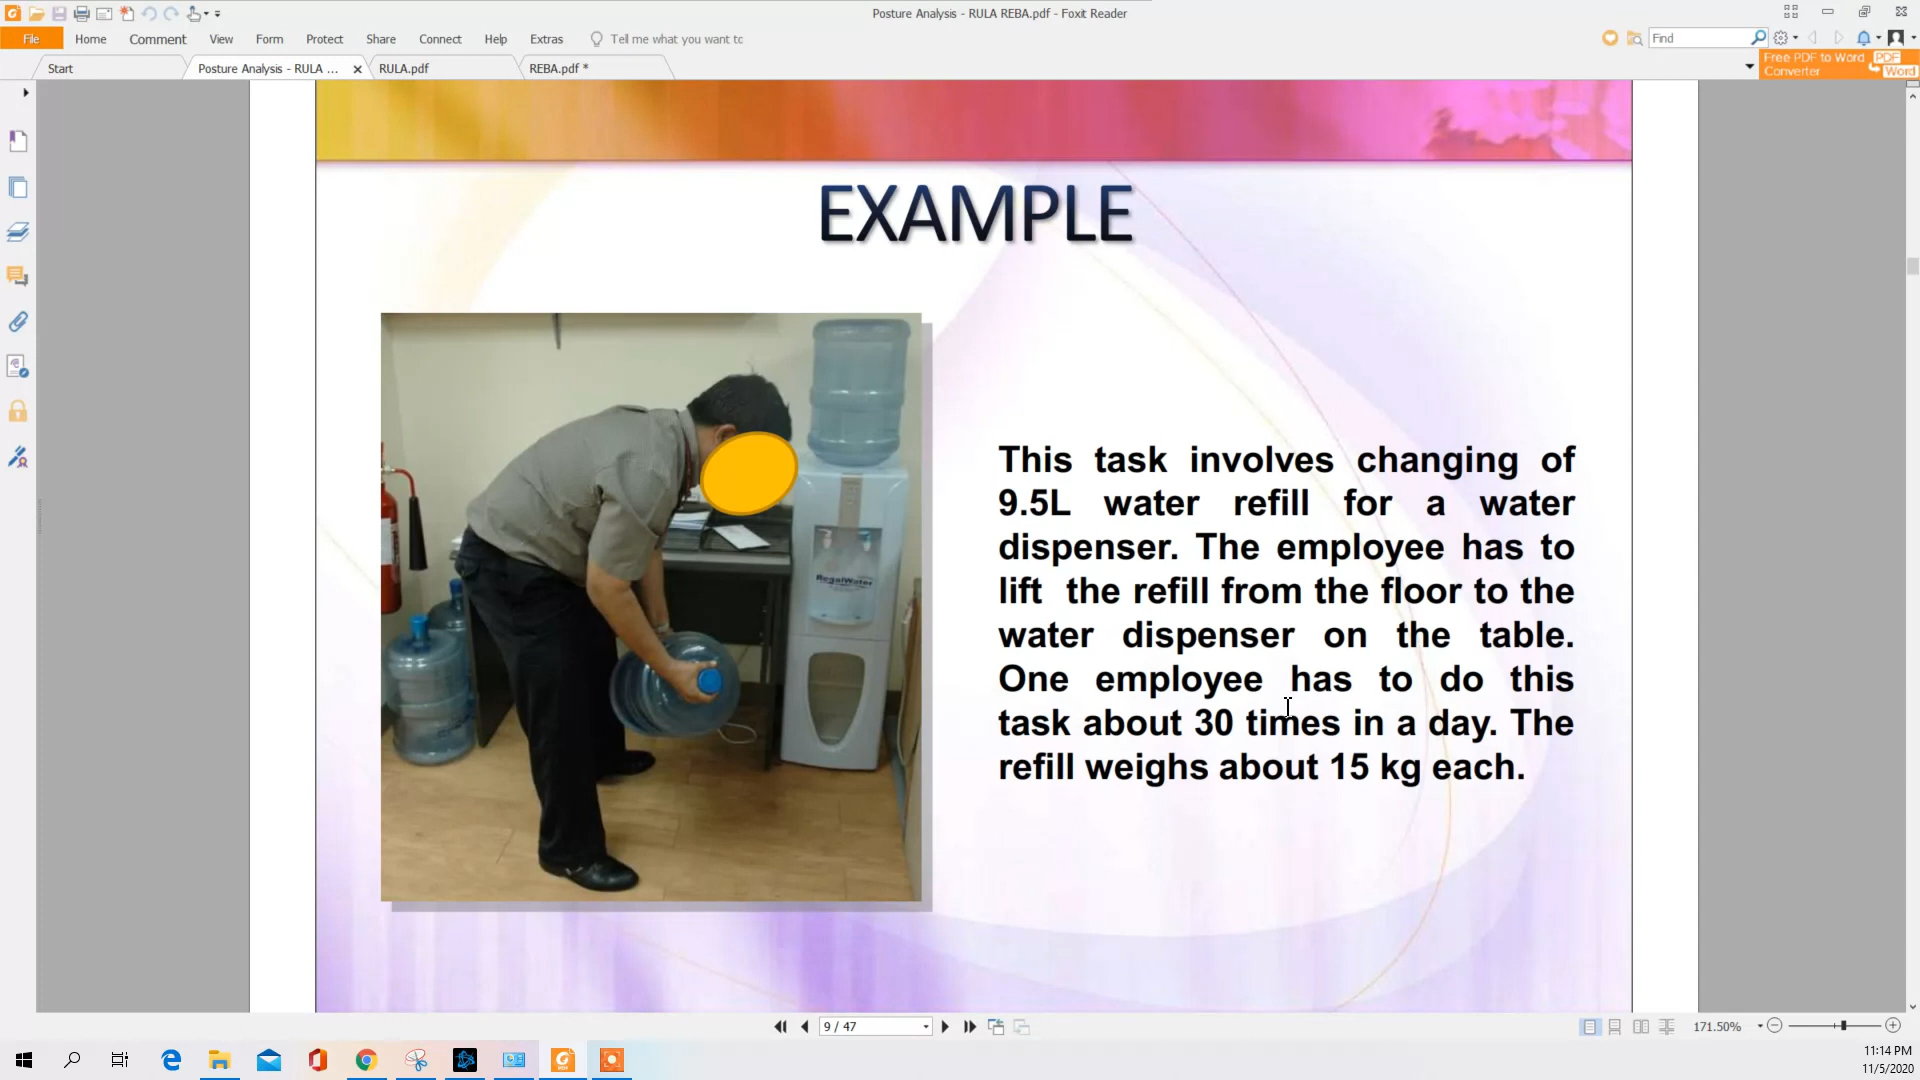 Posture Analysis - RULA REBA.pdf - Foxit Reader
File Home Comment View Form Protect Share Connect Help Extras Tell me what you want to Find
Free PDF to Word Converter PDF Word
Start Posture Analysis - RULA ... RULA.pdf REBA.pdf *
EXAMPLE
RegalWater
This task involves changing of
9.5L water refill for a water
dispenser. The employee has to
lift the refill from the floor to the
water dispenser on the table.
One employee has to do this
task about 30 times in a day. The
refill weighs about 15 kg each.
9 / 47
171.50%
11:14 PM
11/5/2020